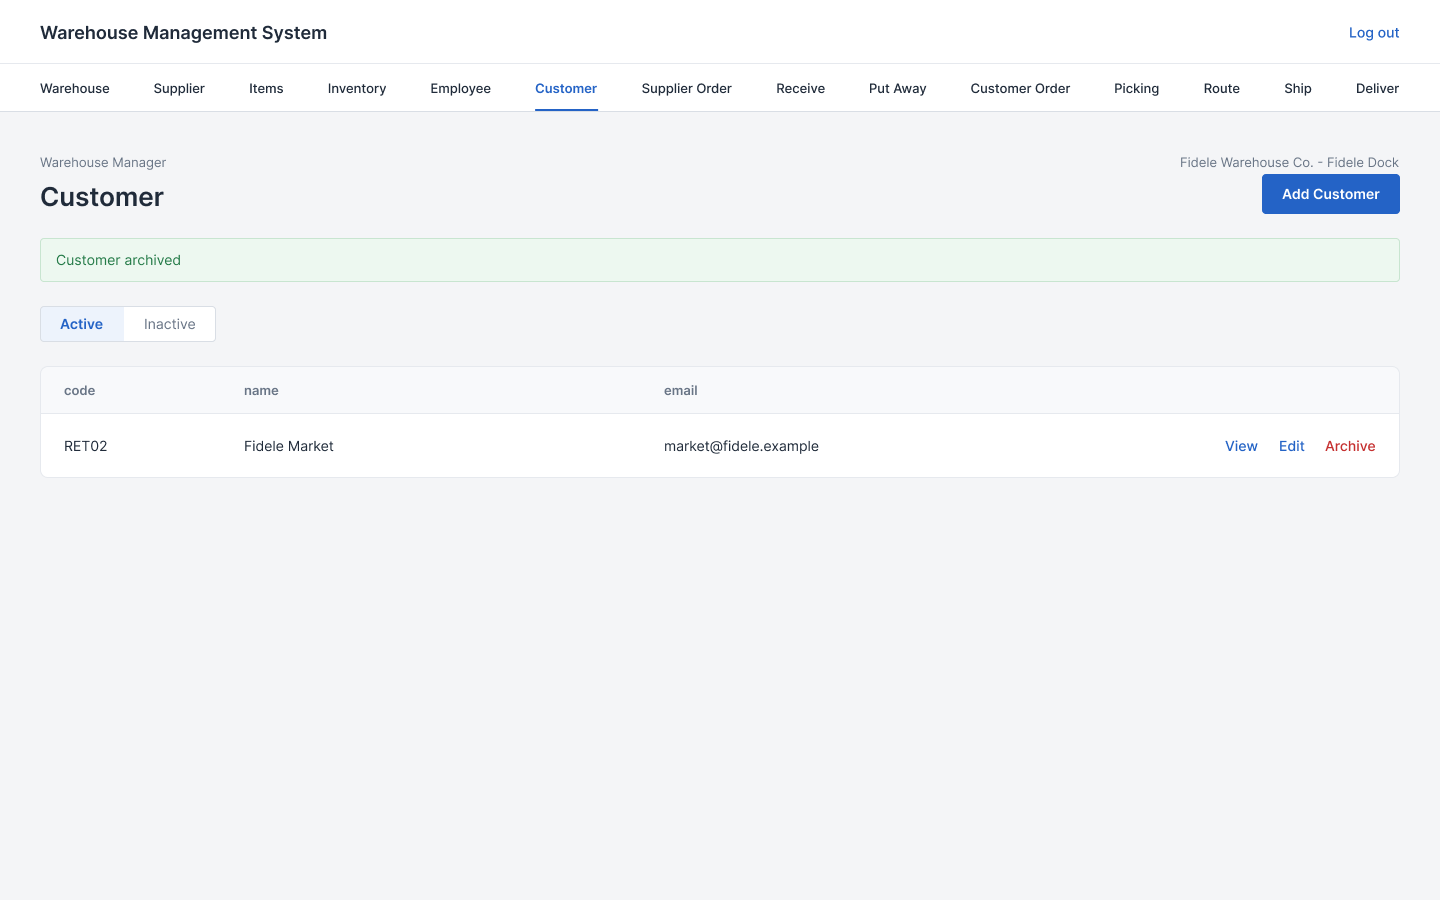 Warehouse Management System
Log out
Warehouse Supplier Items Inventory Employee Customer Supplier Order Receive Put Away Customer Order Picking Route Ship Deliver
Warehouse Manager
Fidele Warehouse Co. - Fidele Dock
Customer
Add Customer
Customer archived
Active Inactive
code name email
RET02 Fidele Market market@fidele.example View Edit Archive